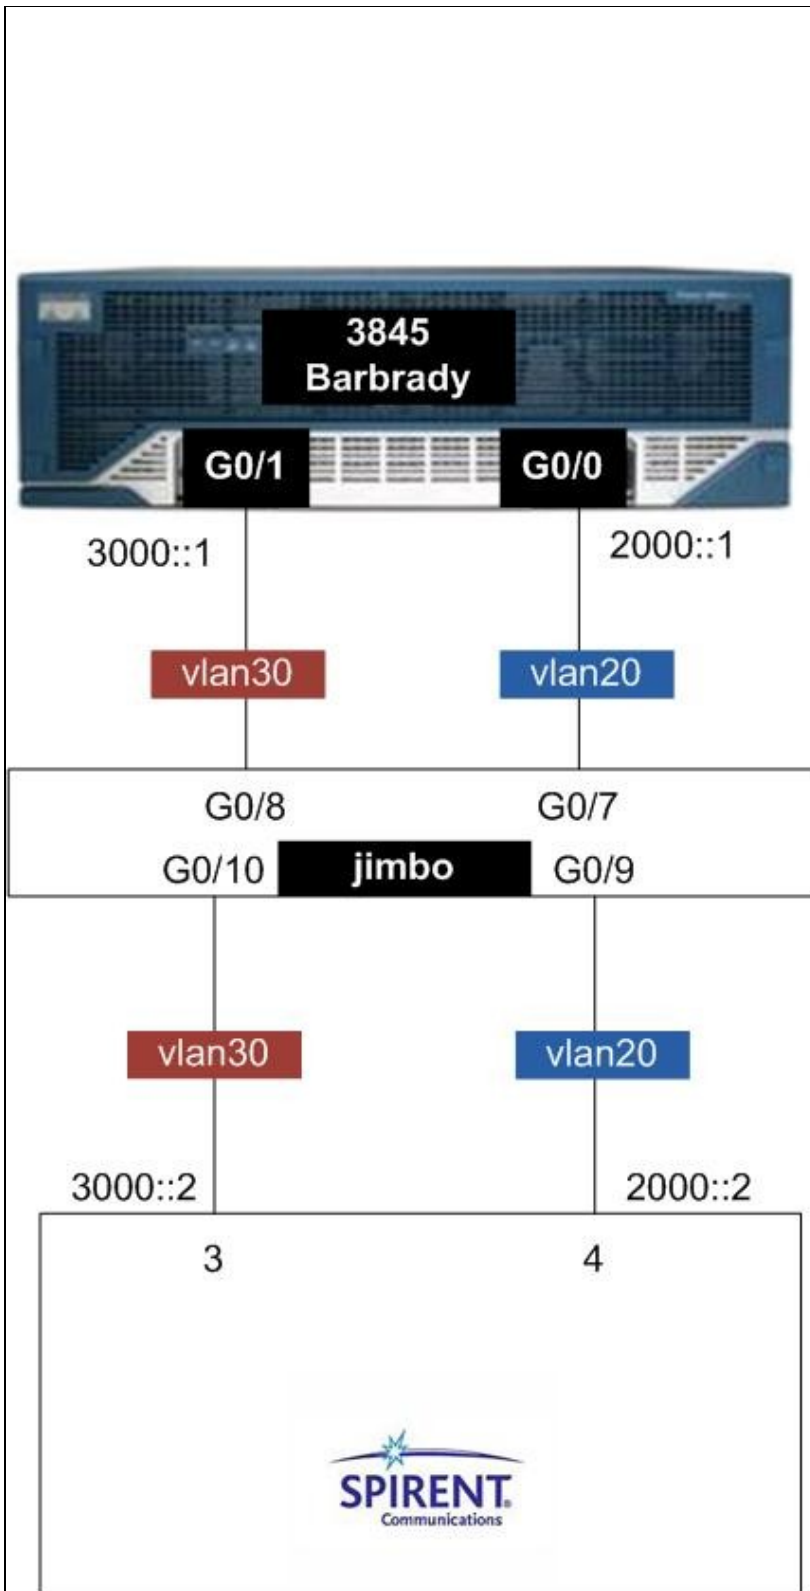 3845
Barbrady
G0/1
G0/0
3000::1
2000::1
vlan30
vlan20
G0/8
G0/7
G0/10
jimbo
G0/9
vlan30
vlan20
3000::2
2000::2
3
4
SPIRENT
Communications